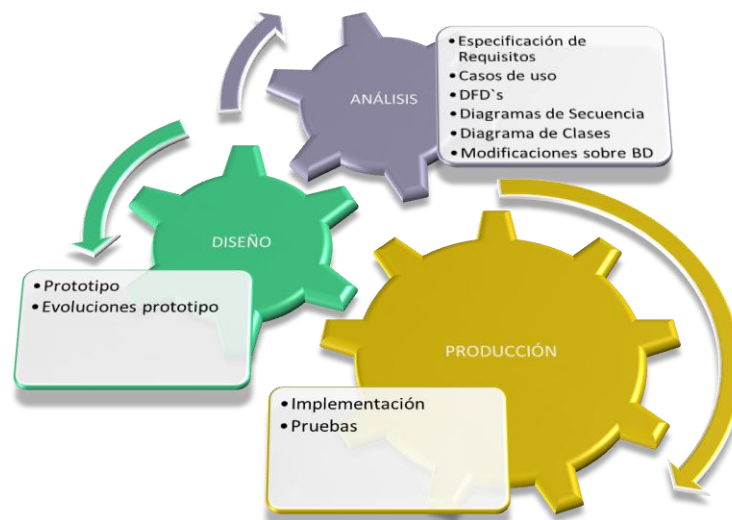 ANÁLISIS
• Especificación de
Requisitos
• Casos de uso
• DFD`s
• Diagramas de Secuencia
• Diagrama de Clases
• Modificaciones sobre BD
DISEÑO
• Prototipo
• Evoluciones prototipo
PRODUCCIÓN
• Implementación
• Pruebas